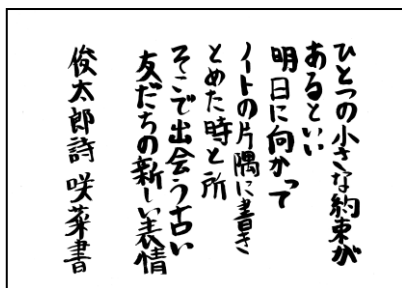 ひとつの小さな約束が
あるといい
明日に向かって
ノートの片隅に書き
とめた時と所
そこで出会う古い
友だちの新しい表情
俊太郎詩 咲菜書